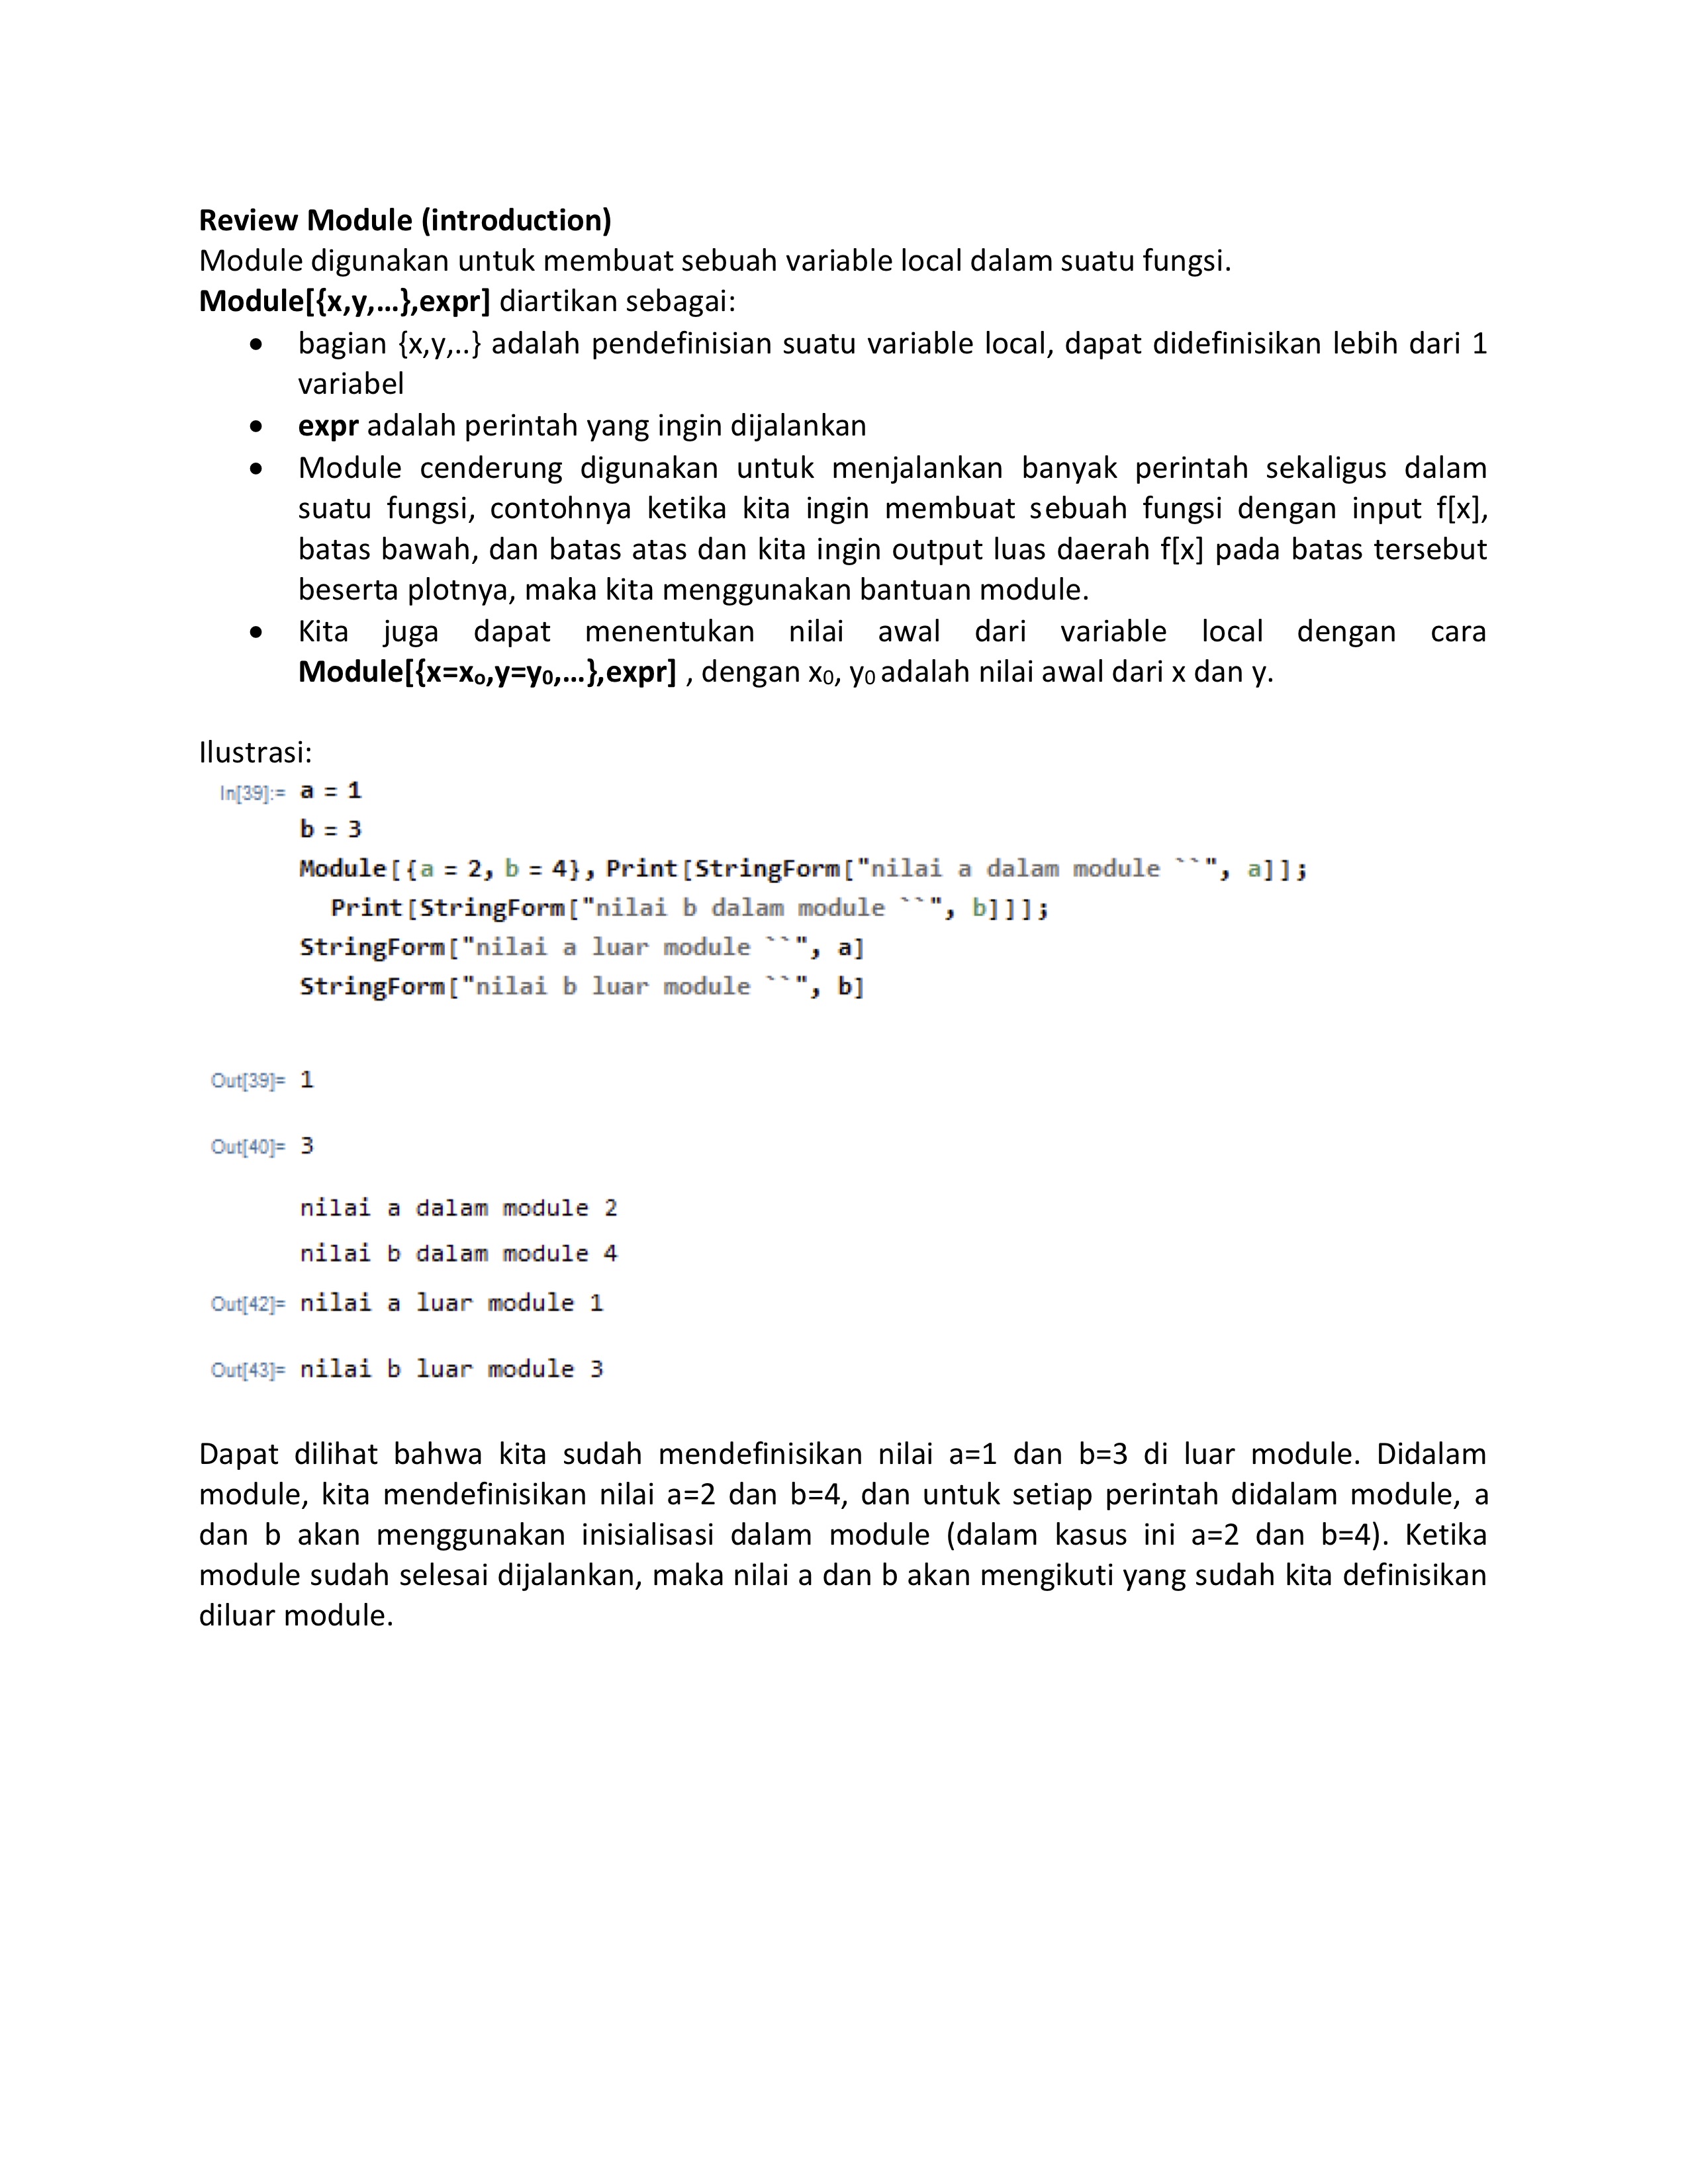 Review Module (introduction)
Module digunakan untuk membuat sebuah variable local dalam suatu fungsi.
Module[{x,y,…},expr] diartikan sebagai:
• bagian {x,y,..} adalah pendefinisian suatu variable local, dapat didefinisikan lebih dari 1
variabel
• expr adalah perintah yang ingin dijalankan
• Module cenderung digunakan untuk menjalankan banyak perintah sekaligus dalam
suatu fungsi, contohnya ketika kita ingin membuat sebuah fungsi dengan input f[x],
batas bawah, dan batas atas dan kita ingin output luas daerah f[x] pada batas tersebut
beserta plotnya, maka kita menggunakan bantuan module.
• Kita juga dapat menentukan nilai awal dari variable local dengan cara
Module[{x=xₒ,y=y₀,…},expr] , dengan x₀, y₀ adalah nilai awal dari x dan y.
Ilustrasi:
In[39]:= a = 1
b = 3
Module[{a = 2, b = 4}, Print[StringForm["nilai a dalam module ``", a]];
Print[StringForm["nilai b dalam module ``", b]]];
StringForm["nilai a luar module ``", a]
StringForm["nilai b luar module ``", b]
Out[39]= 1
Out[40]= 3
nilai a dalam module 2
nilai b dalam module 4
Out[42]= nilai a luar module 1
Out[43]= nilai b luar module 3
Dapat dilihat bahwa kita sudah mendefinisikan nilai a=1 dan b=3 di luar module. Didalam
module, kita mendefinisikan nilai a=2 dan b=4, dan untuk setiap perintah didalam module, a
dan b akan menggunakan inisialisasi dalam module (dalam kasus ini a=2 dan b=4). Ketika
module sudah selesai dijalankan, maka nilai a dan b akan mengikuti yang sudah kita definisikan
diluar module.